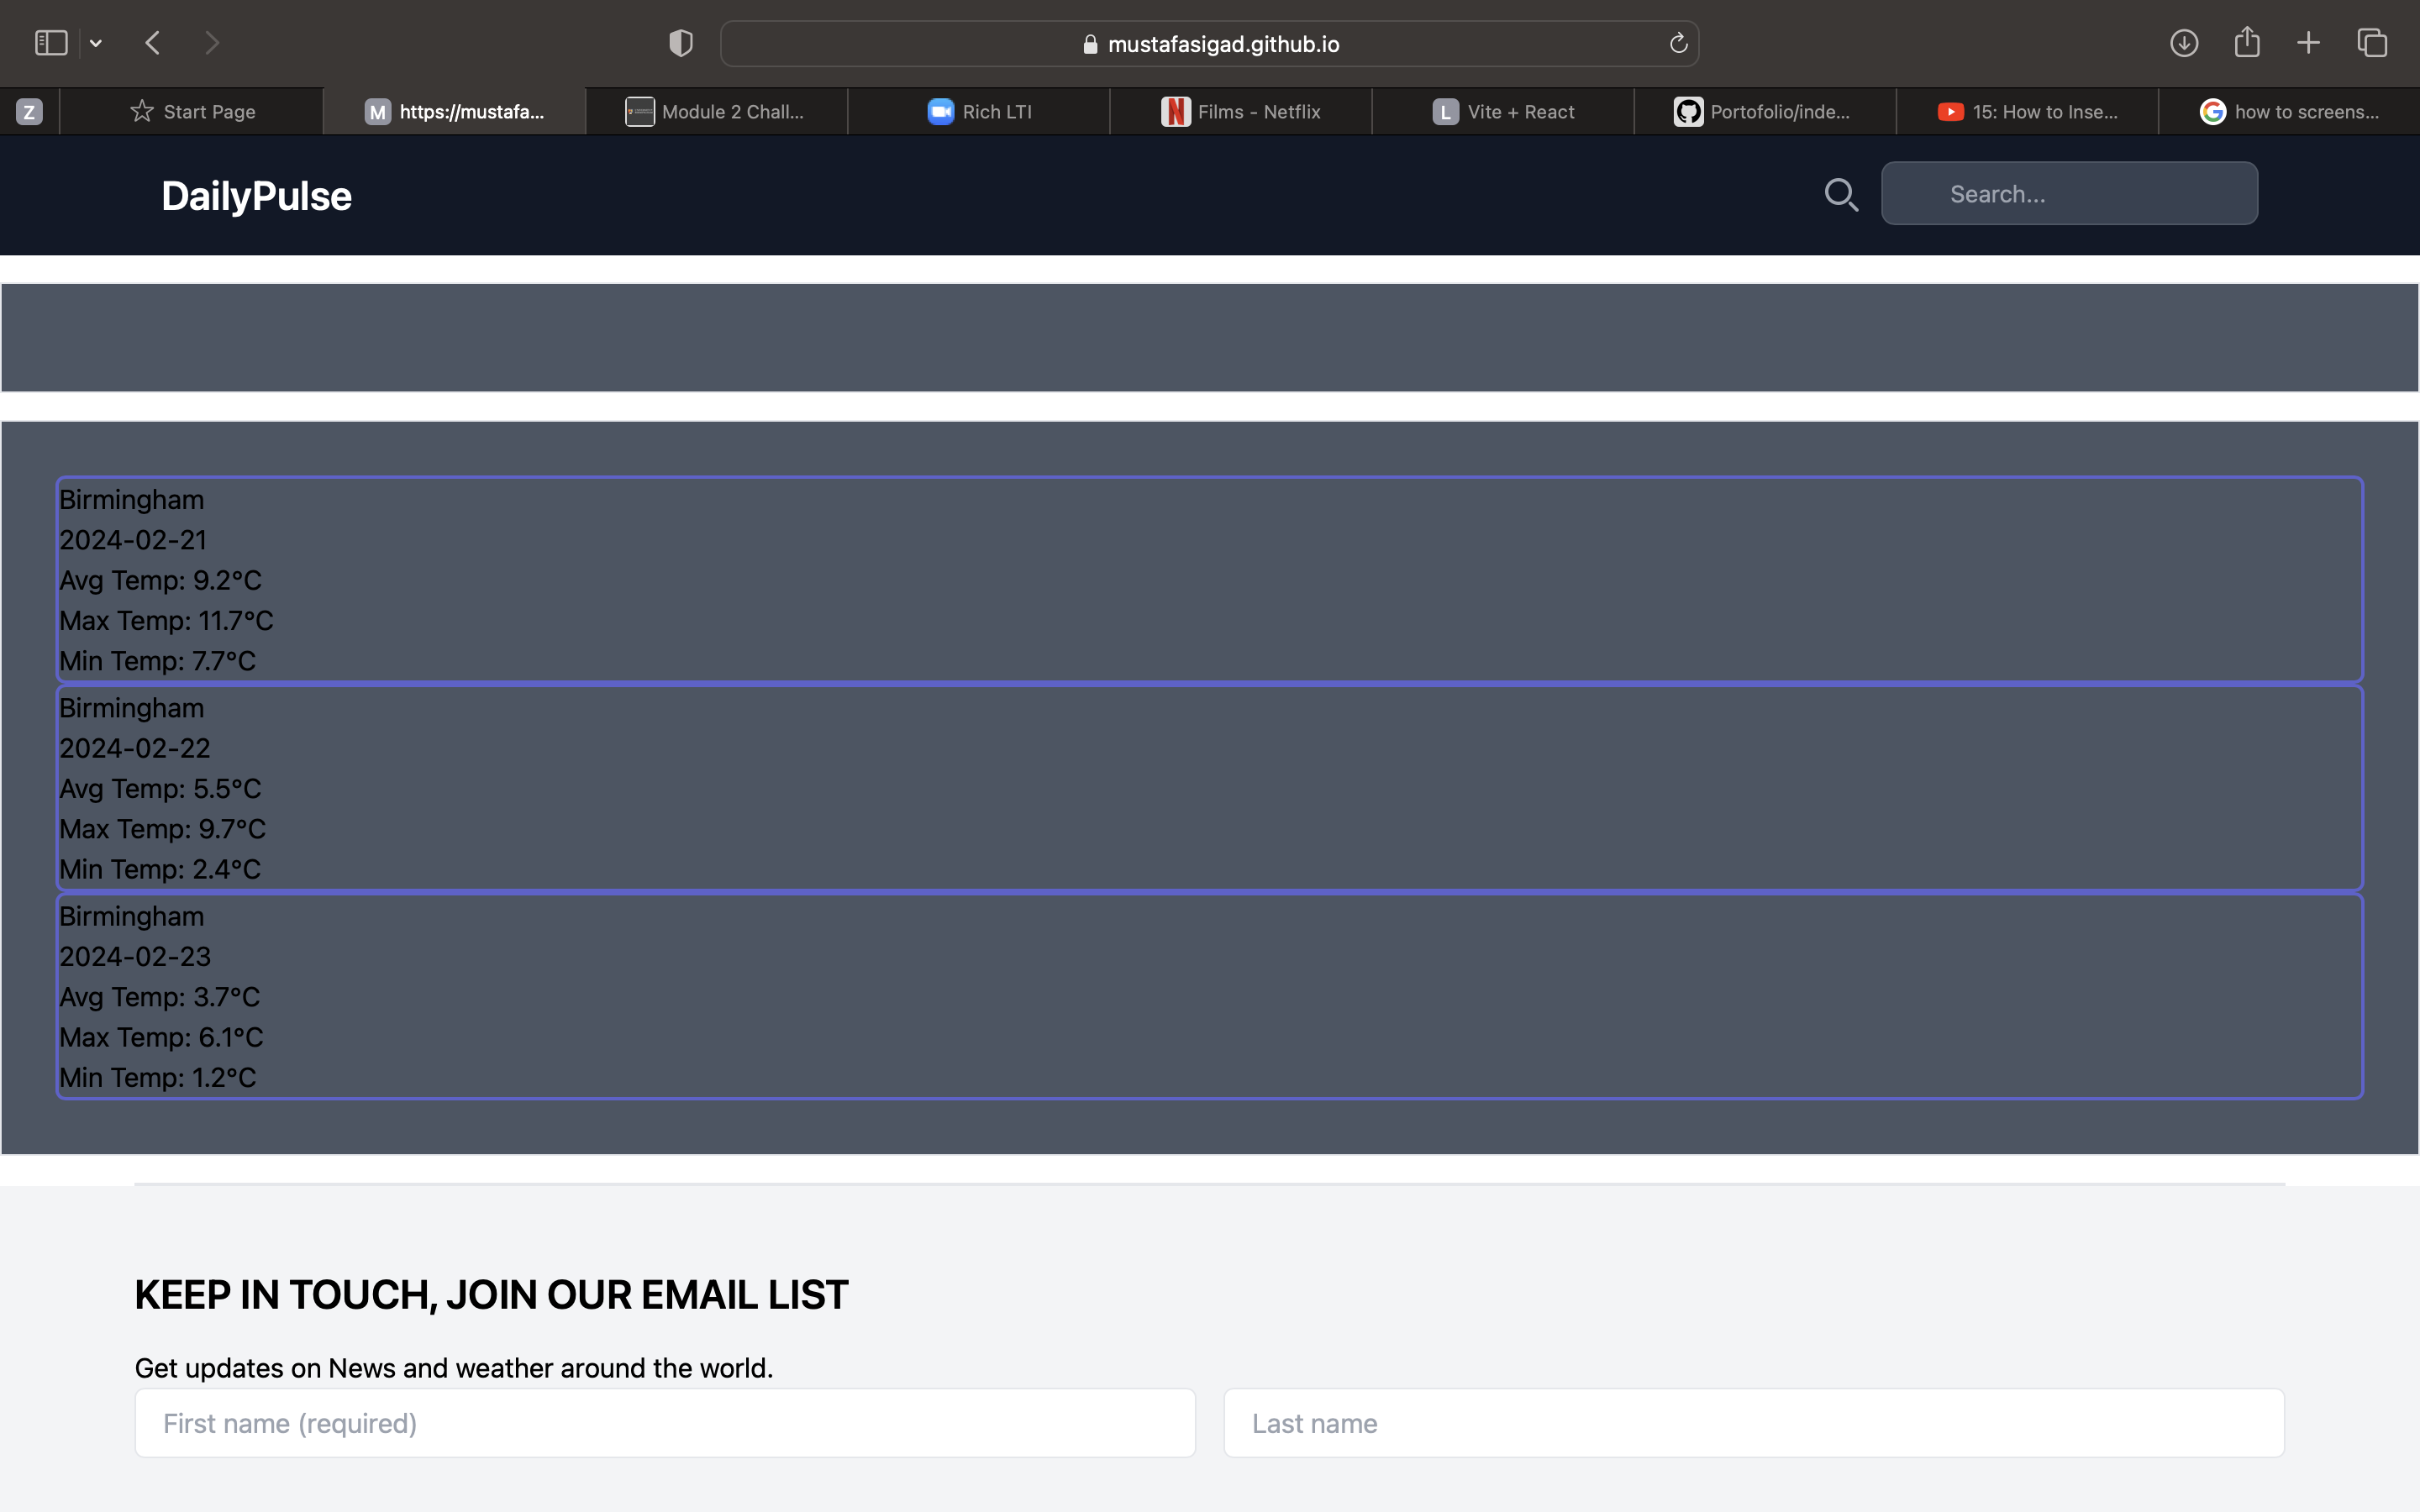 mustafasigad.github.io
Z
Start Page
M https://mustafa...
Module 2 Chall...
Rich LTI
N Films - Netflix
L Vite + React
Portofolio/inde...
15: How to Inse...
G how to screens...
DailyPulse
Search...
Birmingham
2024-02-21
Avg Temp: 9.2°C
Max Temp: 11.7°C
Min Temp: 7.7°C
Birmingham
2024-02-22
Avg Temp: 5.5°C
Max Temp: 9.7°C
Min Temp: 2.4°C
Birmingham
2024-02-23
Avg Temp: 3.7°C
Max Temp: 6.1°C
Min Temp: 1.2°C
KEEP IN TOUCH, JOIN OUR EMAIL LIST
Get updates on News and weather around the world.
First name (required)
Last name